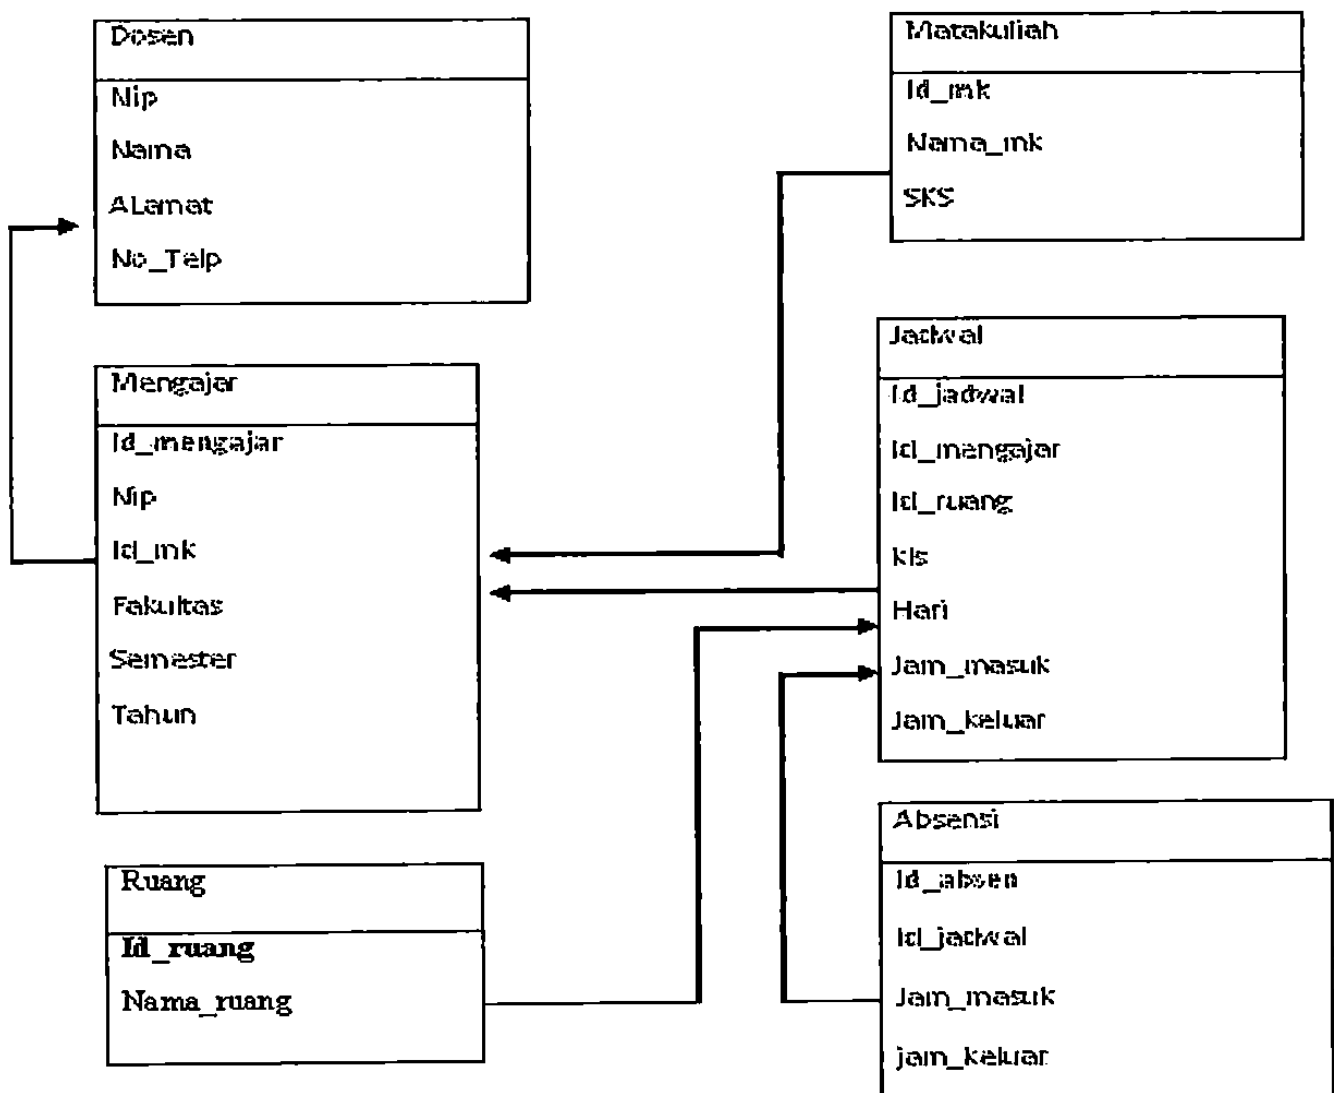 Dosen
Nip
Nama
ALamat
No_Telp
Matakuliah
Id_mk
Nama_mk
SKS
Mengajar
Id_mengajar
Nip
Id_mk
Fakultas
Semester
Tahun
Jadwal
Id_jadwal
Id_mengajar
Id_ruang
kls
Hari
Jam_masuk
Jam_keluar
Ruang
Id_ruang
Nama_ruang
Absensi
Id_absen
Id_jadwal
Jam_masuk
jam_keluar